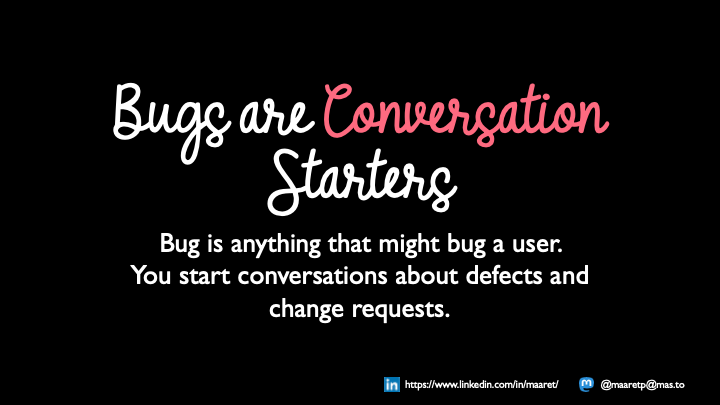 Bugs are Conversation
Starters
Bug is anything that might bug a user.
You start conversations about defects and
change requests.
in https://www.linkedin.com/in/maaret/ m @maaretp@mas.to